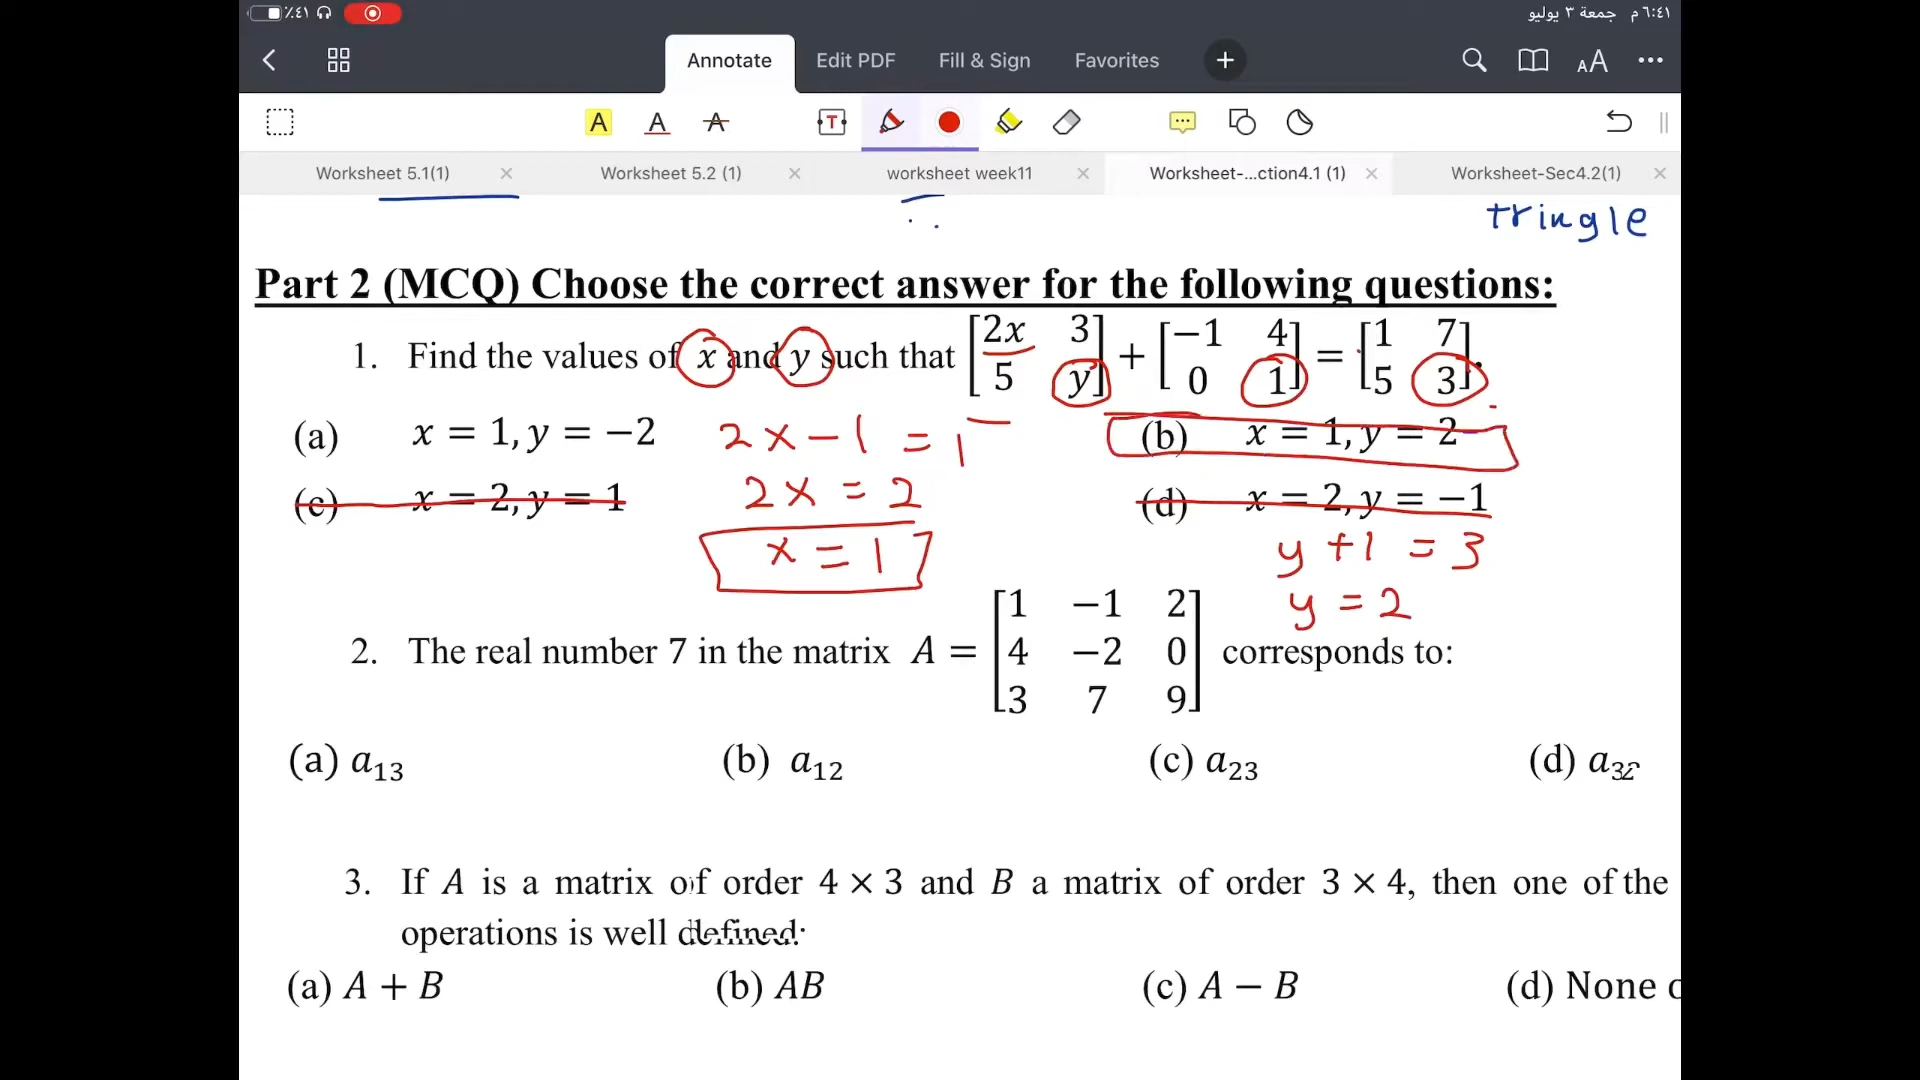 ٪٤١ ٦:٤١ م جمعة ٣ يوليو
Annotate Edit PDF Fill & Sign Favorites + AA
A A A T
Worksheet 5.1(1) × Worksheet 5.2 (1) × worksheet week11 × Worksheet-...ction4.1 (1) × Worksheet-Sec4.2(1) ×
tringle
Part 2 (MCQ) Choose the correct answer for the following questions:
1. Find the values of x and y such that [2x 3; 5 y] + [−1 4; 0 1] = [1 7; 5 3].
(a) x = 1, y = −2 2x − 1 = 1 (b) x = 1, y = 2
(c) x = 2, y = 1 2x = 2 (d) x = 2, y = −1
x = 1 y + 1 = 3
y = 2
2. The real number 7 in the matrix A = [1 −1 2; 4 −2 0; 3 7 9] corresponds to:
(a) a₁₃ (b) a₁₂ (c) a₂₃ (d) a₃₂
3. If A is a matrix of order 4 × 3 and B a matrix of order 3 × 4, then one of the
operations is well defined:
(a) A + B (b) AB (c) A − B (d) None